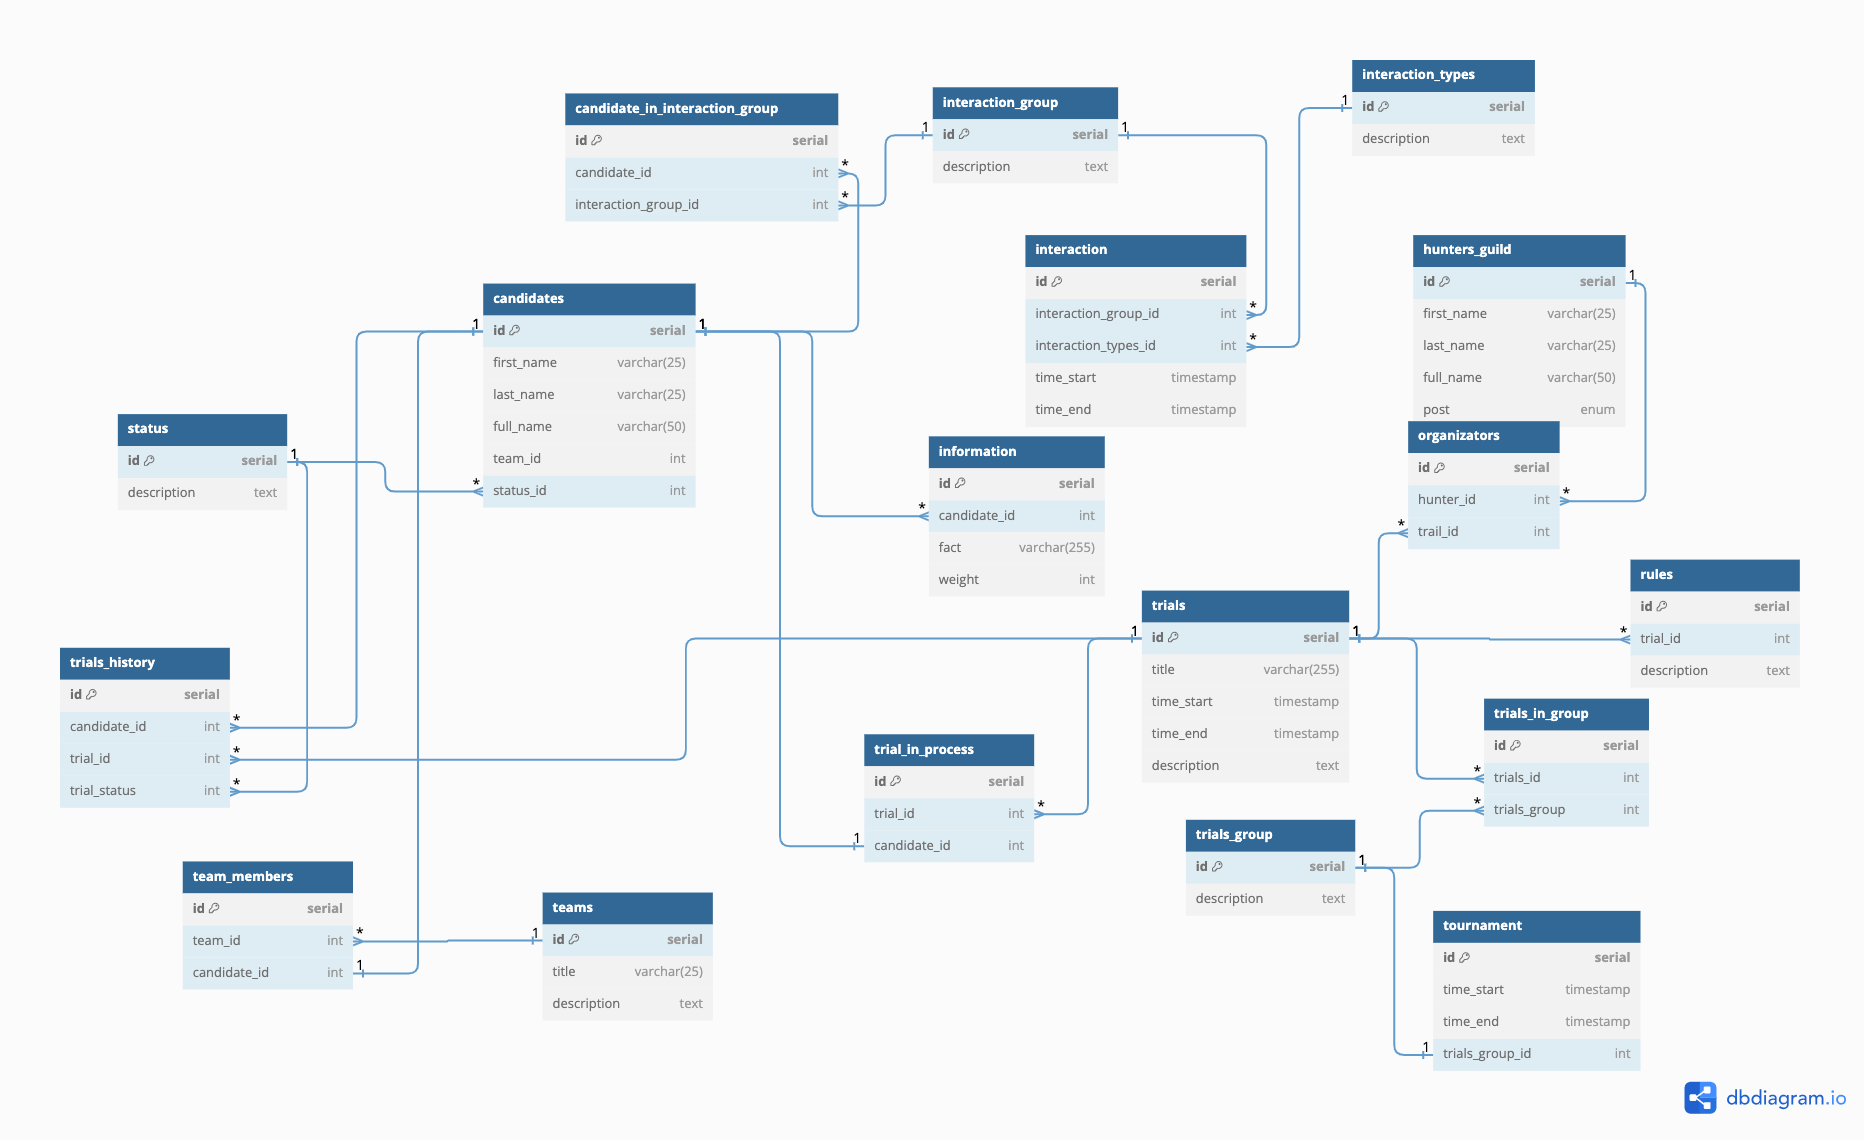 interaction_types
id serial
description text
interaction_group
id serial
description text
candidate_in_interaction_group
id serial
candidate_id int
interaction_group_id int
interaction
id serial
interaction_group_id int
interaction_types_id int
time_start timestamp
time_end timestamp
hunters_guild
id serial
first_name varchar(25)
last_name varchar(25)
full_name varchar(50)
post enum
candidates
id serial
first_name varchar(25)
last_name varchar(25)
full_name varchar(50)
team_id int
status_id int
status
id serial
description text
information
id serial
candidate_id int
fact varchar(255)
weight int
organizators
id serial
hunter_id int
trail_id int
rules
id serial
trial_id int
description text
trials
id serial
title varchar(255)
time_start timestamp
time_end timestamp
description text
trials_history
id serial
candidate_id int
trial_id int
trial_status int
trials_in_group
id serial
trials_id int
trials_group int
trial_in_process
id serial
trial_id int
candidate_id int
trials_group
id serial
description text
team_members
id serial
team_id int
candidate_id int
teams
id serial
title varchar(25)
description text
tournament
id serial
time_start timestamp
time_end timestamp
trials_group_id int
1
1
1
*
*
*
*
1
1
1
1
*
*
*
*
1
1
*
*
*
*
*
1
*
*
1
1
*
1
1
dbdiagram.io